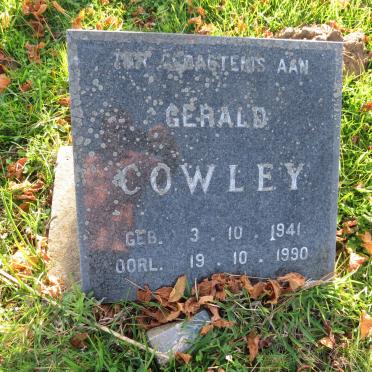 TER GEDAGTENIS AAN
GERALD
COWLEY
GEB. 3. 10. 1941
OORL. 19. 10. 1990